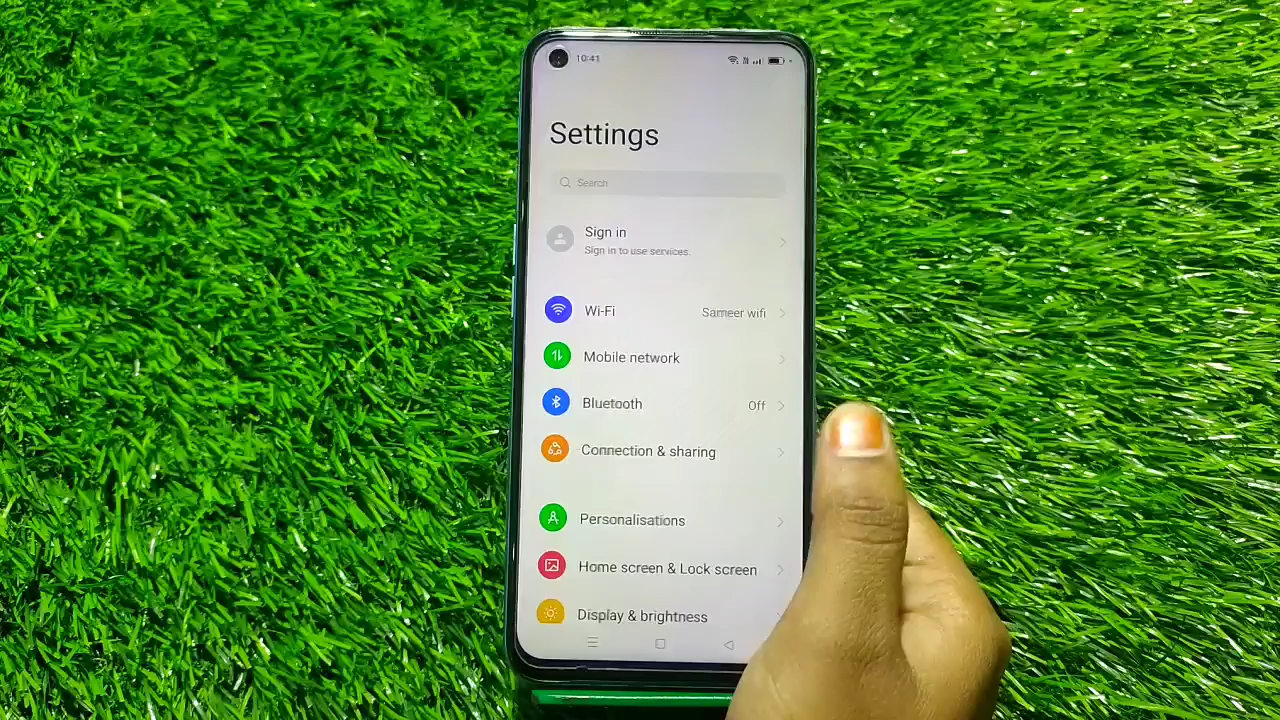 10:41
Settings
Search
Sign in
Sign in to use services.
Wi-Fi Sameer wifi
Mobile network
Bluetooth Off
Connection & sharing
Personalisations
Home screen & Lock screen
Display & brightness